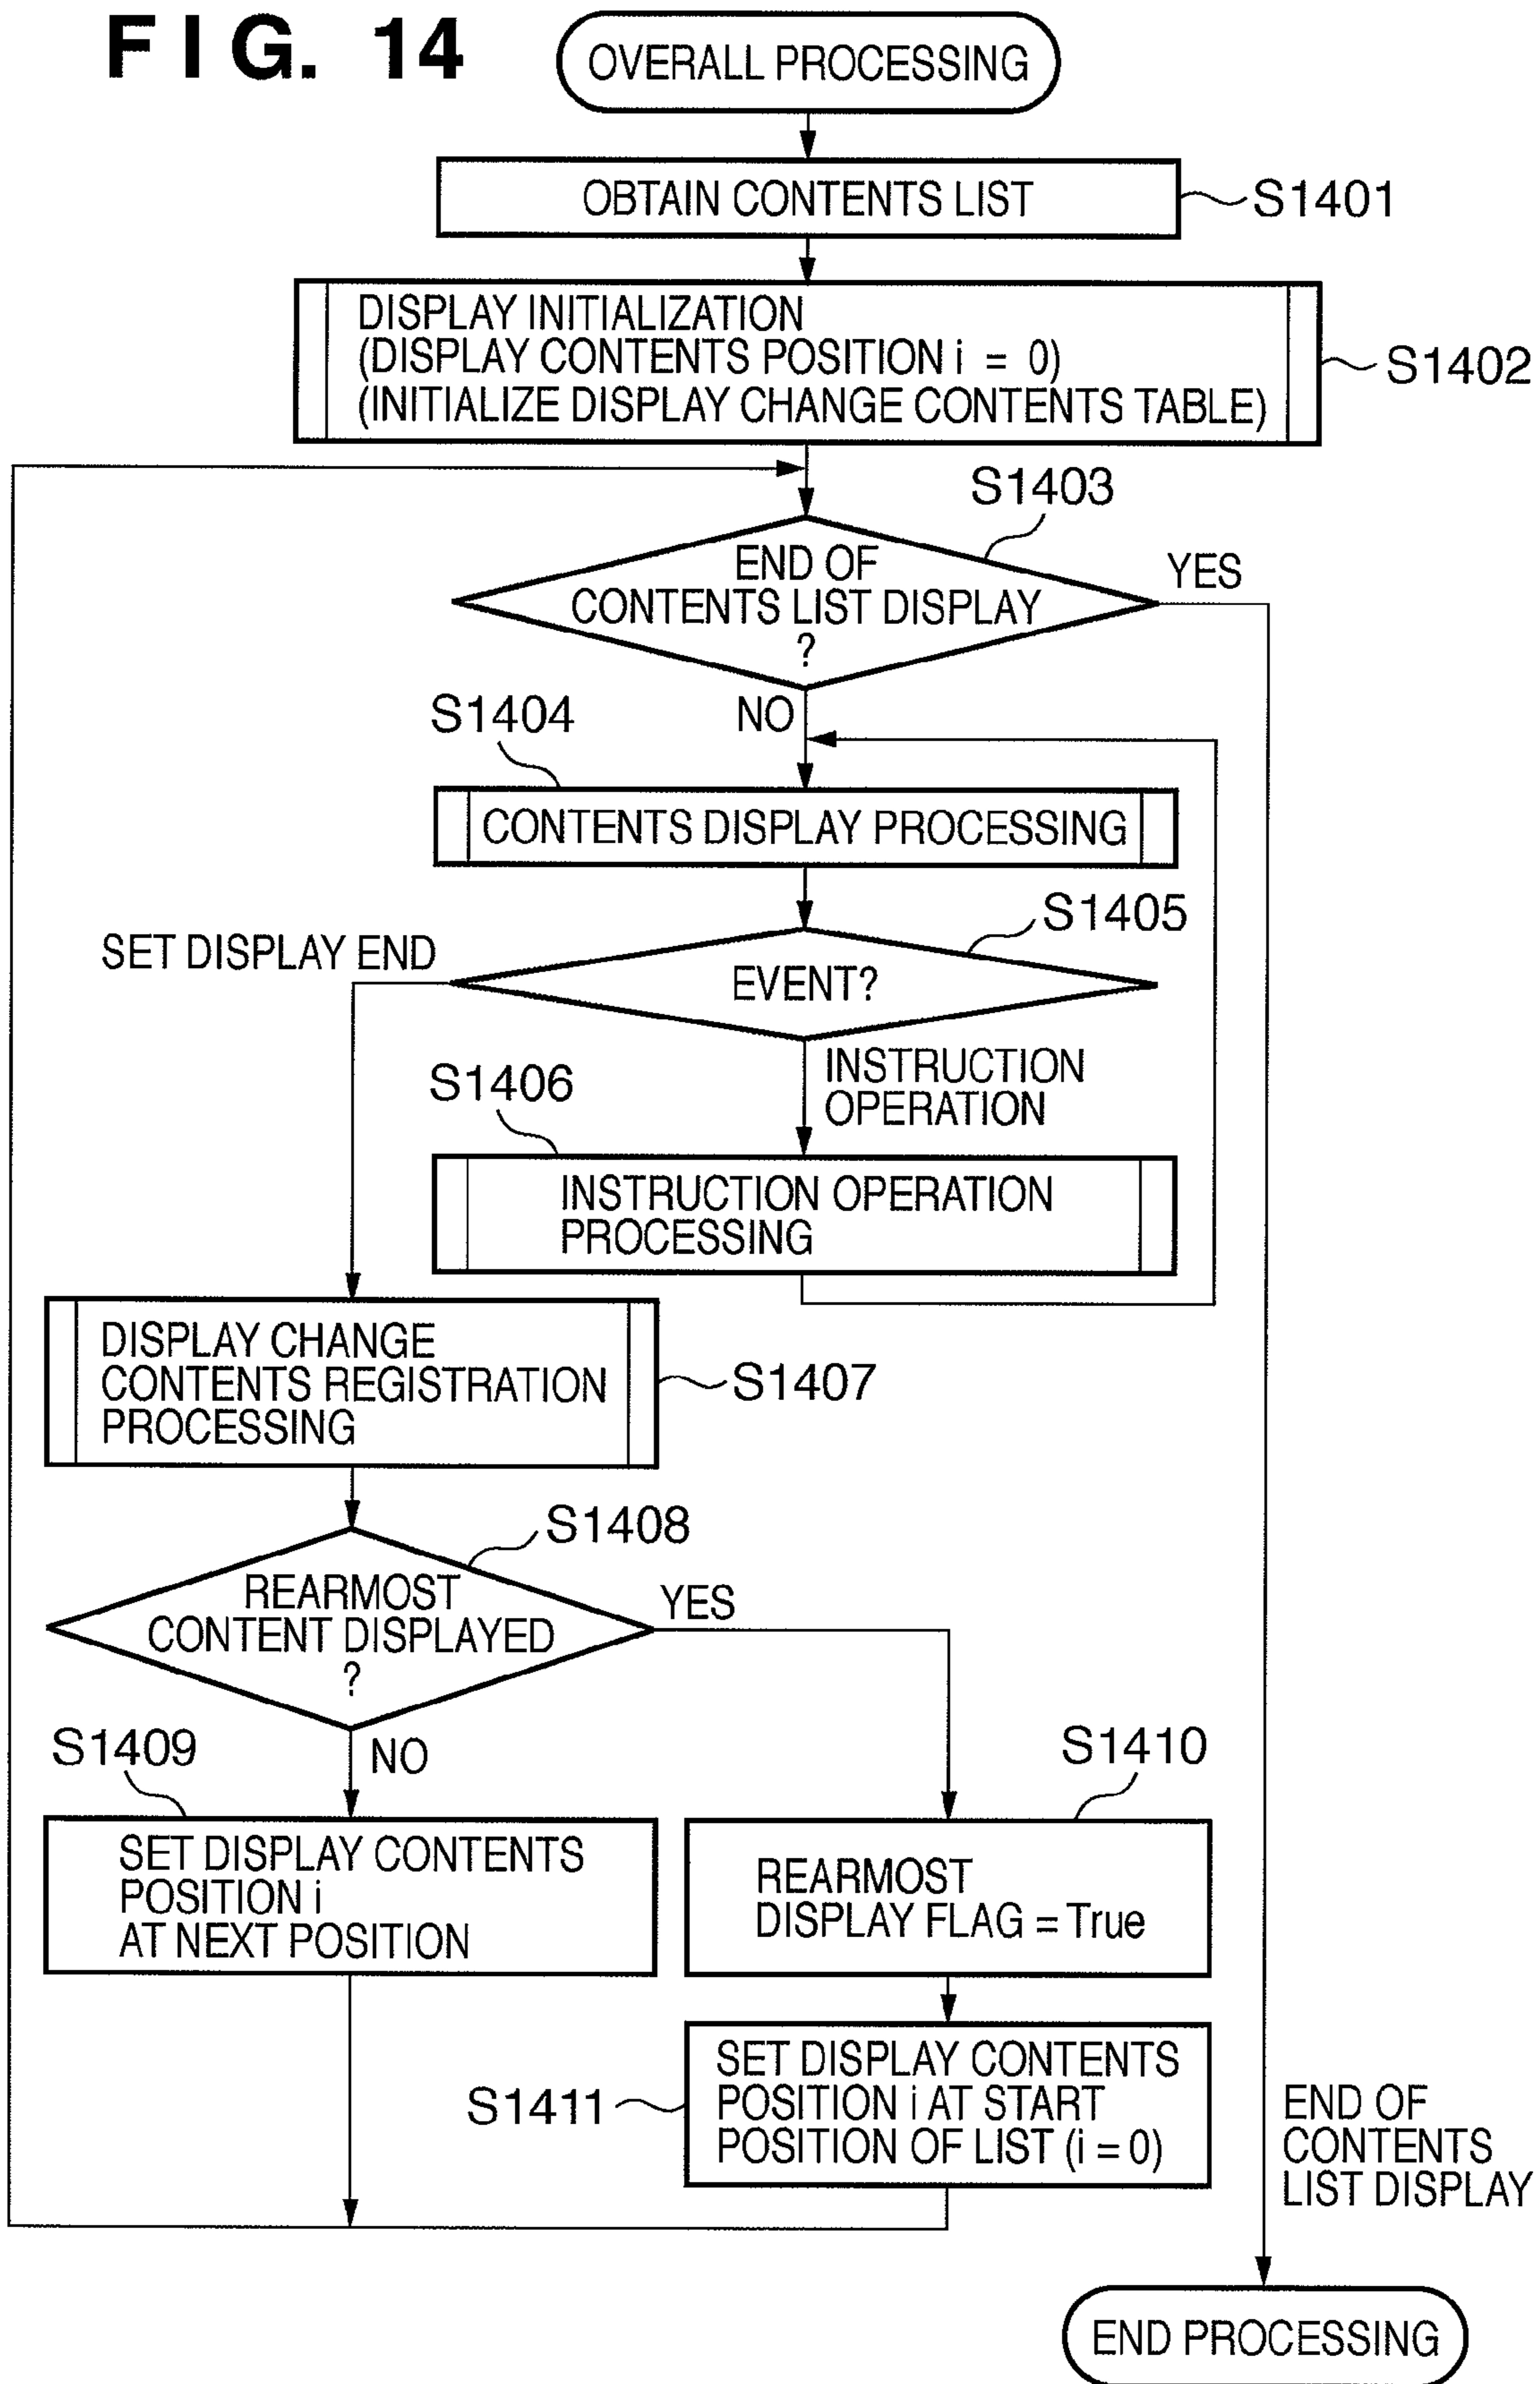 FIG. 14
OVERALL PROCESSING
OBTAIN CONTENTS LIST
S1401
DISPLAY INITIALIZATION
(DISPLAY CONTENTS POSITION i = 0)
(INITIALIZE DISPLAY CHANGE CONTENTS TABLE)
S1402
S1403
END OF
CONTENTS LIST DISPLAY
?
YES
NO
S1404
CONTENTS DISPLAY PROCESSING
S1405
SET DISPLAY END
EVENT?
INSTRUCTION
OPERATION
S1406
INSTRUCTION OPERATION
PROCESSING
DISPLAY CHANGE
CONTENTS REGISTRATION
PROCESSING
S1407
S1408
REARMOST
CONTENT DISPLAYED
?
YES
NO
S1409
SET DISPLAY CONTENTS
POSITION i
AT NEXT POSITION
S1410
REARMOST
DISPLAY FLAG = True
S1411
SET DISPLAY CONTENTS
POSITION i AT START
POSITION OF LIST (i = 0)
END OF
CONTENTS
LIST DISPLAY
END PROCESSING